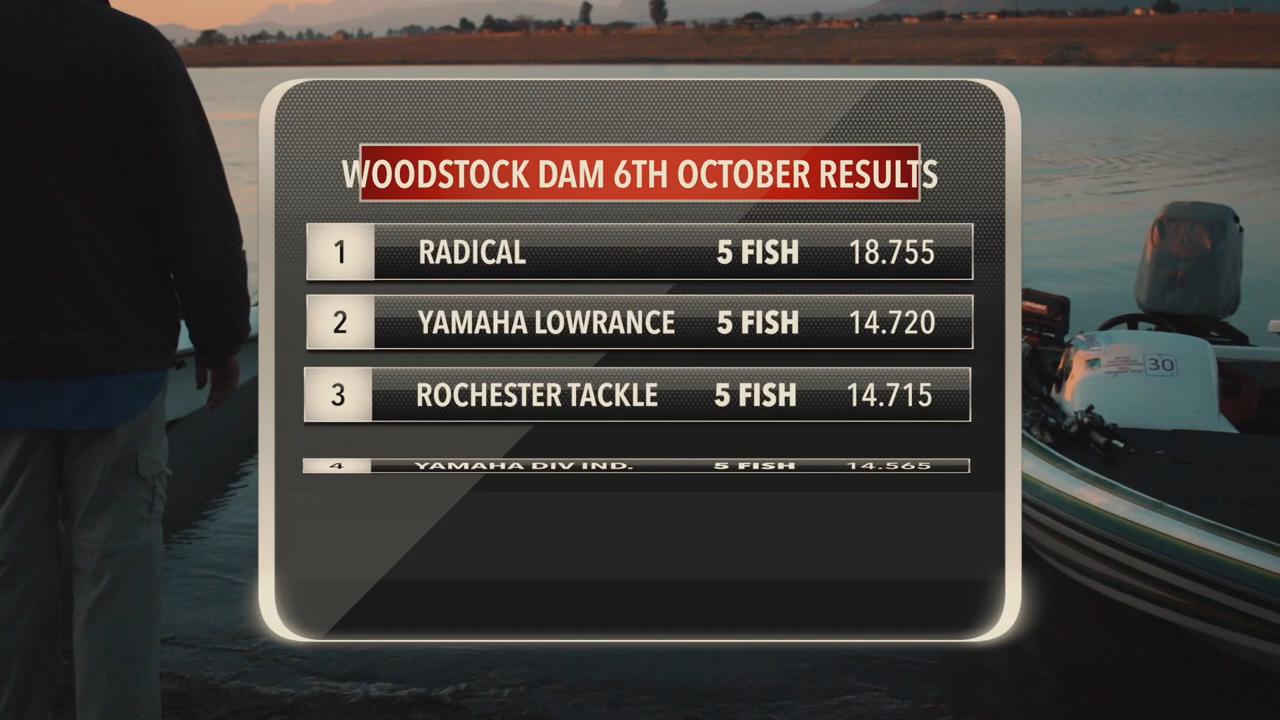 WOODSTOCK DAM 6TH OCTOBER RESULTS
1 RADICAL 5 FISH 18.755
2 YAMAHA LOWRANCE 5 FISH 14.720
3 ROCHESTER TACKLE 5 FISH 14.715
4 YAMAHA DIV IND. 5 FISH 14.565
30